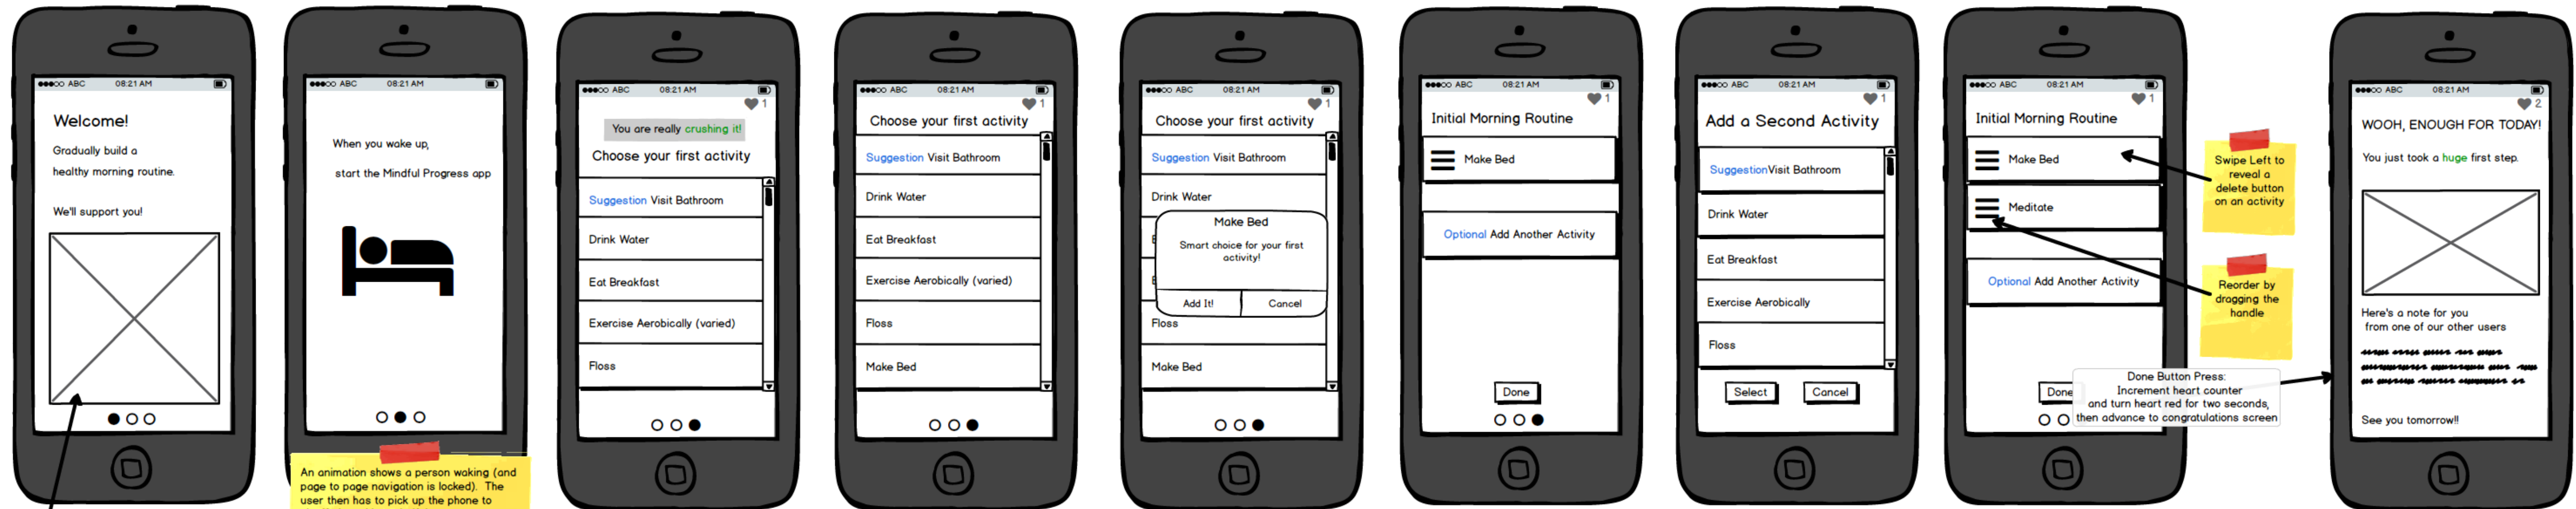 ●●●○○ ABC 08:21 AM
Welcome!
Gradually build a
healthy morning routine.
We'll support you!
●●●○○ ABC 08:21 AM
When you wake up,
start the Mindful Progress app
An animation shows a person waking (and
page to page navigation is locked). The
user then has to pick up the phone to
●●●○○ ABC 08:21 AM
1
You are really crushing it!
Choose your first activity
Suggestion Visit Bathroom
Drink Water
Eat Breakfast
Exercise Aerobically (varied)
Floss
●●●○○ ABC 08:21 AM
1
Choose your first activity
Suggestion Visit Bathroom
Drink Water
Eat Breakfast
Exercise Aerobically (varied)
Floss
Make Bed
●●●○○ ABC 08:21 AM
1
Choose your first activity
Suggestion Visit Bathroom
Drink Water
Make Bed
Smart choice for your first
activity!
Add It! Cancel
Floss
Make Bed
●●●○○ ABC 08:21 AM
1
Initial Morning Routine
Make Bed
Optional Add Another Activity
Done
●●●○○ ABC 08:21 AM
1
Add a Second Activity
SuggestionVisit Bathroom
Drink Water
Eat Breakfast
Exercise Aerobically
Floss
Select Cancel
●●●○○ ABC 08:21 AM
1
Initial Morning Routine
Make Bed
Meditate
Optional Add Another Activity
Done
Swipe Left to
reveal a
delete button
on an activity
Reorder by
dragging the
handle
Done Button Press:
Increment heart counter
and turn heart red for two seconds,
then advance to congratulations screen
●●●○○ ABC 08:21 AM
2
WOOH, ENOUGH FOR TODAY!
You just took a huge first step.
Here's a note for you
from one of our other users
See you tomorrow!!